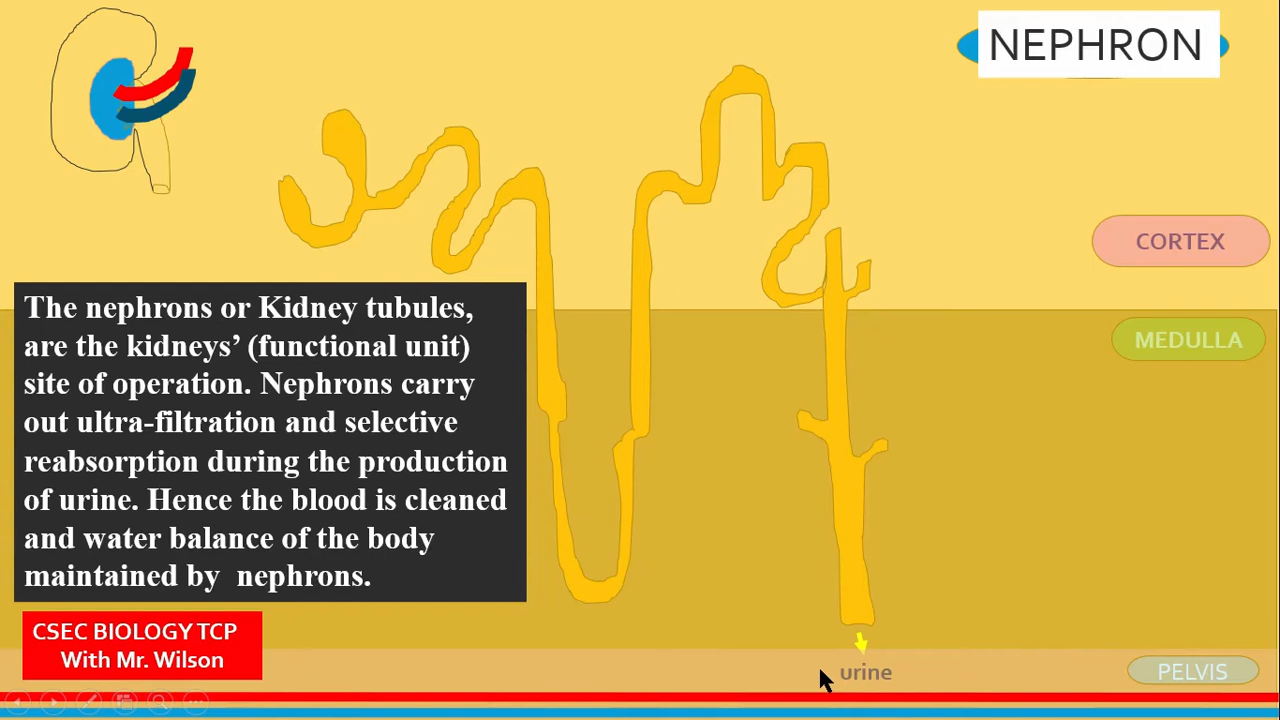 NEPHRON
CORTEX
MEDULLA
The nephrons or Kidney tubules,
are the kidneys’ (functional unit)
site of operation. Nephrons carry
out ultra-filtration and selective
reabsorption during the production
of urine. Hence the blood is cleaned
and water balance of the body
maintained by  nephrons.
CSEC BIOLOGY TCP
With Mr. Wilson
urine
PELVIS